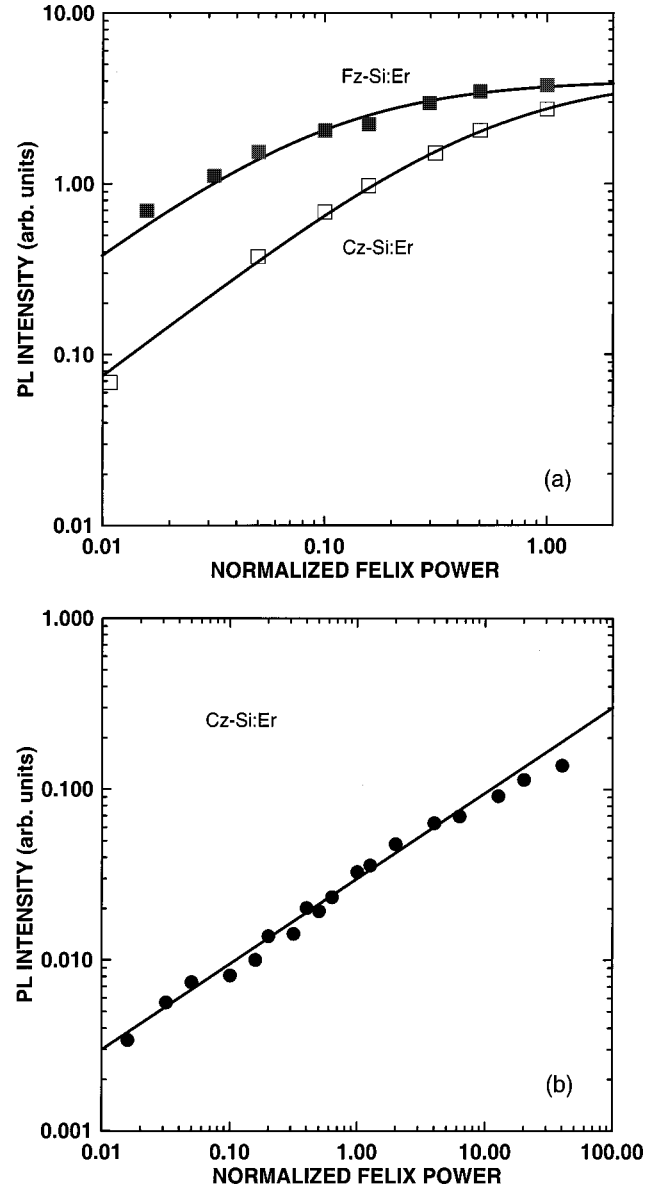 10.00
Fz-Si:Er
1.00
Cz-Si:Er
PL INTENSITY (arb. units)
0.10
(a)
0.01
0.01 0.10 1.00
NORMALIZED FELIX POWER
1.000
Cz-Si:Er
0.100
PL INTENSITY (arb. units)
0.010
(b)
0.001
0.01 0.10 1.00 10.00 100.00
NORMALIZED FELIX POWER